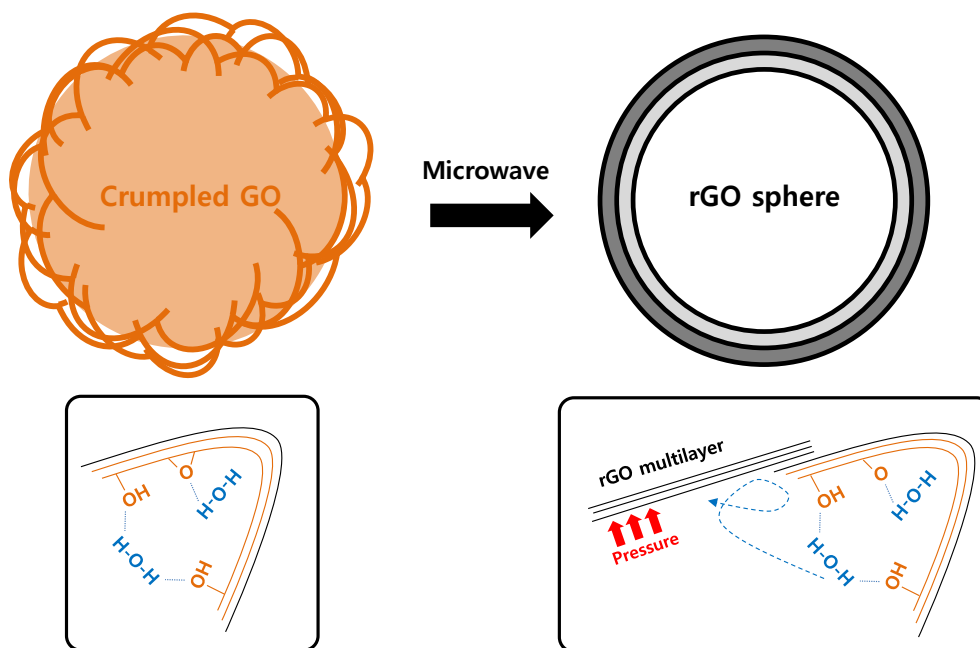 Crumpled GO
Microwave
rGO sphere
O
OH
H-O-H
H-O-H
OH
rGO multilayer
Pressure
O
OH
H-O-H
H-O-H
OH